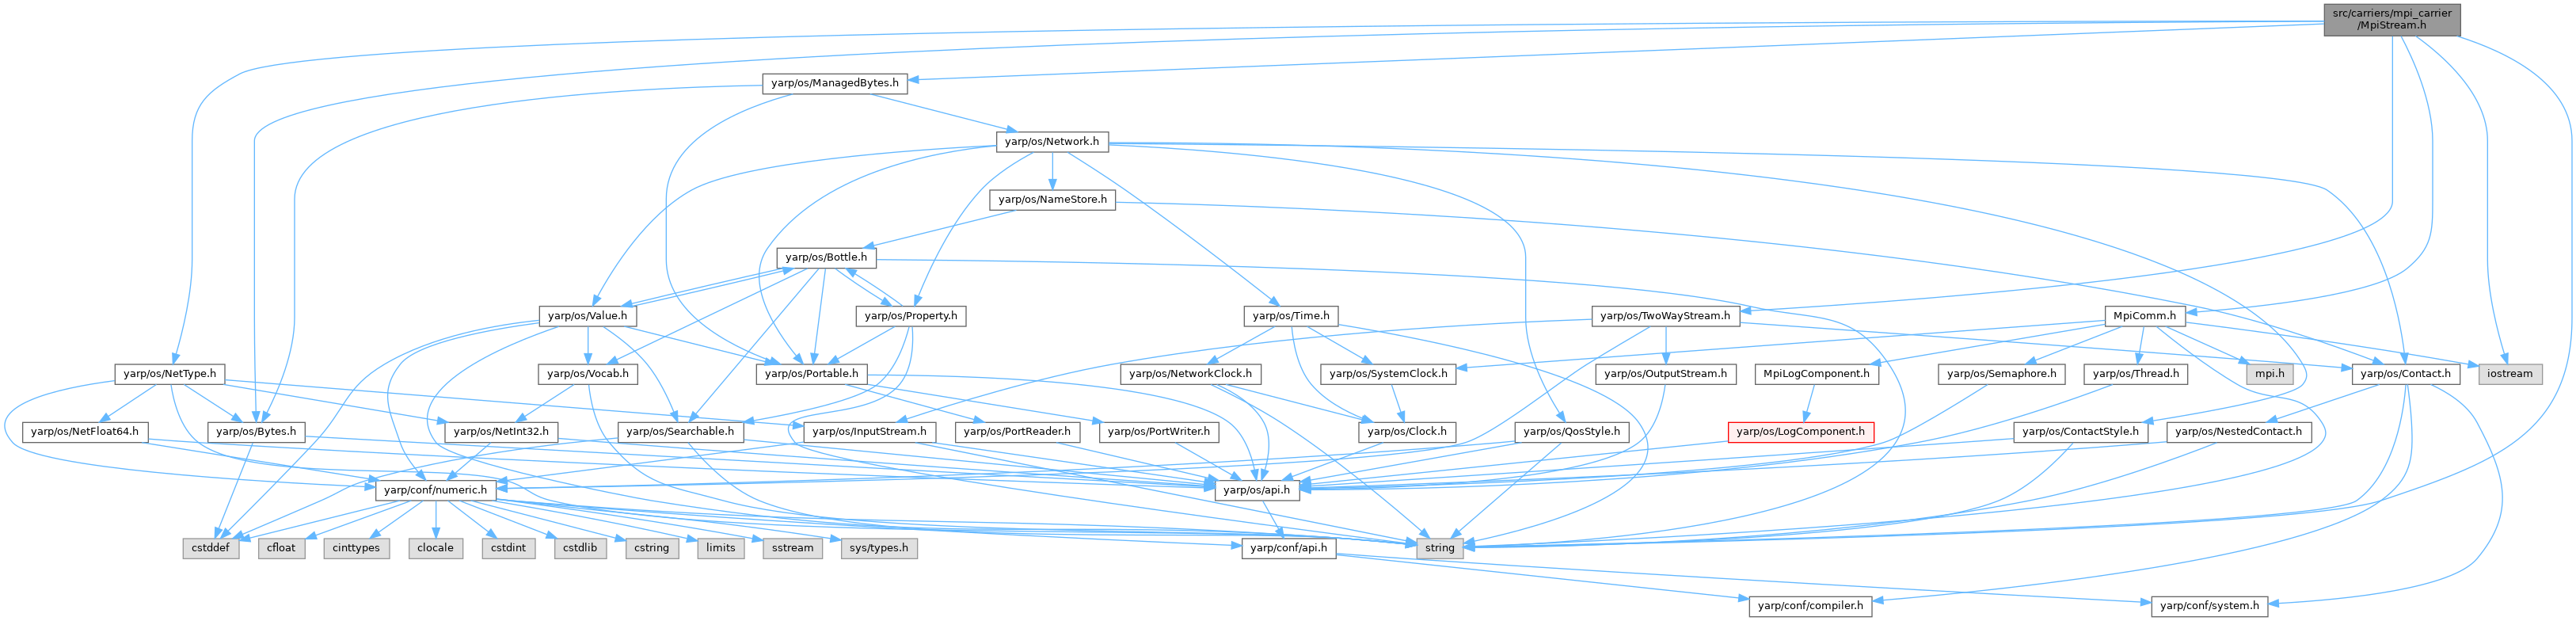 src/carriers/mpi_carrier
/MpiStream.h
yarp/os/ManagedBytes.h
yarp/os/Network.h
yarp/os/NameStore.h
yarp/os/Bottle.h
yarp/os/Value.h
yarp/os/Property.h
yarp/os/Time.h
yarp/os/TwoWayStream.h
MpiComm.h
yarp/os/NetType.h
yarp/os/Vocab.h
yarp/os/Portable.h
yarp/os/NetworkClock.h
yarp/os/SystemClock.h
yarp/os/OutputStream.h
MpiLogComponent.h
yarp/os/Semaphore.h
yarp/os/Thread.h
mpi.h
yarp/os/Contact.h
iostream
yarp/os/NetFloat64.h
yarp/os/Bytes.h
yarp/os/NetInt32.h
yarp/os/Searchable.h
yarp/os/InputStream.h
yarp/os/PortReader.h
yarp/os/PortWriter.h
yarp/os/Clock.h
yarp/os/QosStyle.h
yarp/os/LogComponent.h
yarp/os/ContactStyle.h
yarp/os/NestedContact.h
yarp/conf/numeric.h
yarp/os/api.h
cstddef
cfloat
cinttypes
clocale
cstdint
cstdlib
cstring
limits
sstream
sys/types.h
yarp/conf/api.h
string
yarp/conf/compiler.h
yarp/conf/system.h